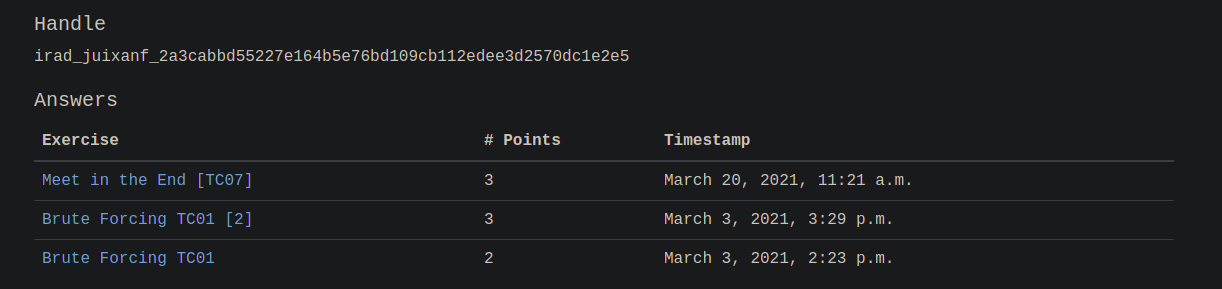 Handle
irad_juixanf_2a3cabbd55227e164b5e76bd109cb112edee3d2570dc1e2e5
Answers
Exercise # Points Timestamp
Meet in the End [TC07] 3 March 20, 2021, 11:21 a.m.
Brute Forcing TC01 [2] 3 March 3, 2021, 3:29 p.m.
Brute Forcing TC01 2 March 3, 2021, 2:23 p.m.